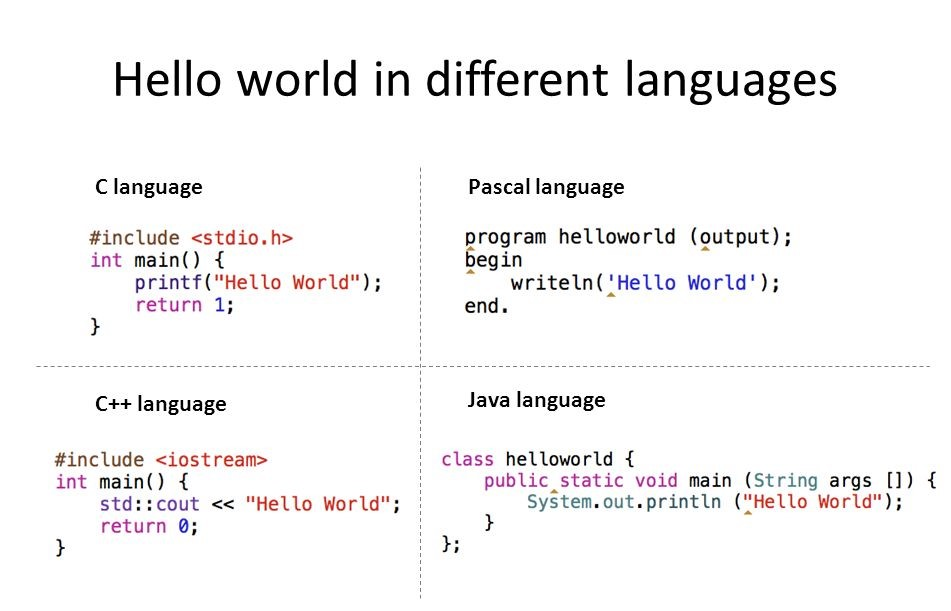 Hello world in different languages
C language
#include <stdio.h>
int main() {
    printf("Hello World");
    return 1;
}
Pascal language
program helloworld (output);
begin
    writeln('Hello World');
end.
C++ language
#include <iostream>
int main() {
    std::cout << "Hello World";
    return 0;
}
Java language
class helloworld {
    public static void main (String args []) {
        System.out.println ("Hello World");
    }
};